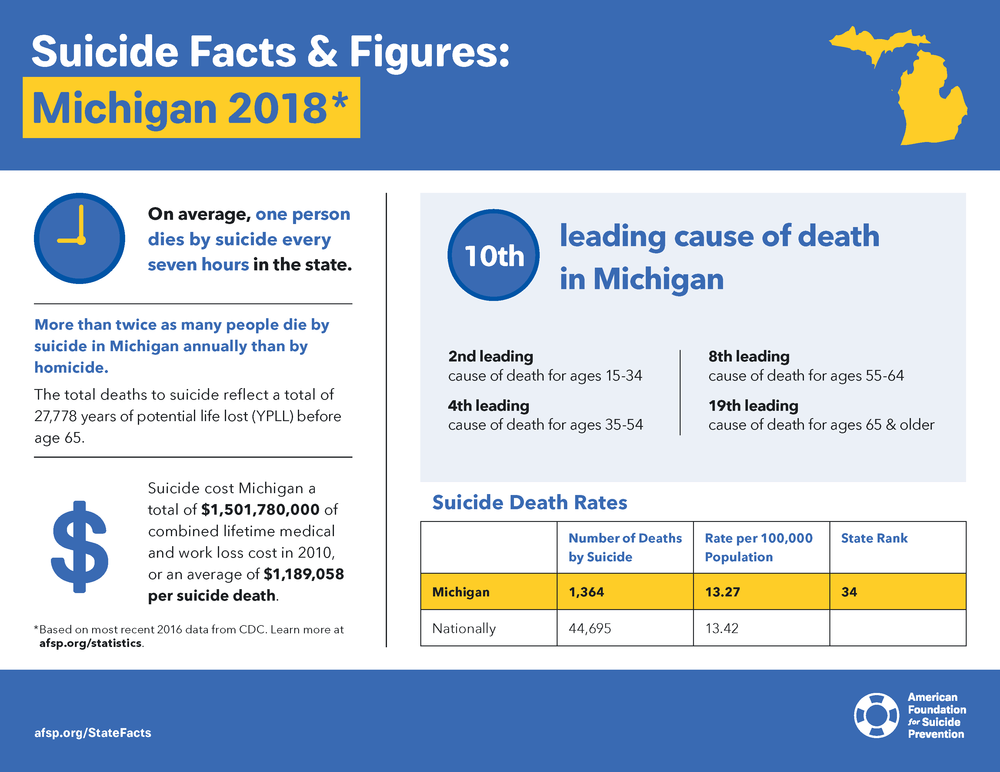 Suicide Facts & Figures:
Michigan 2018*
On average, one person
dies by suicide every
seven hours in the state.
More than twice as many people die by
suicide in Michigan annually than by
homicide.
The total deaths to suicide reflect a total of
27,778 years of potential life lost (YPLL) before
age 65.
$
Suicide cost Michigan a
total of $1,501,780,000 of
combined lifetime medical
and work loss cost in 2010,
or an average of $1,189,058
per suicide death.
*Based on most recent 2016 data from CDC. Learn more at
afsp.org/statistics.
10th
leading cause of death
in Michigan
2nd leading
cause of death for ages 15-34
4th leading
cause of death for ages 35-54
8th leading
cause of death for ages 55-64
19th leading
cause of death for ages 65 & older
Suicide Death Rates
Number of Deaths
by Suicide
Rate per 100,000
Population
State Rank
Michigan 1,364 13.27 34
Nationally 44,695 13.42
afsp.org/StateFacts
American
Foundation
for Suicide
Prevention